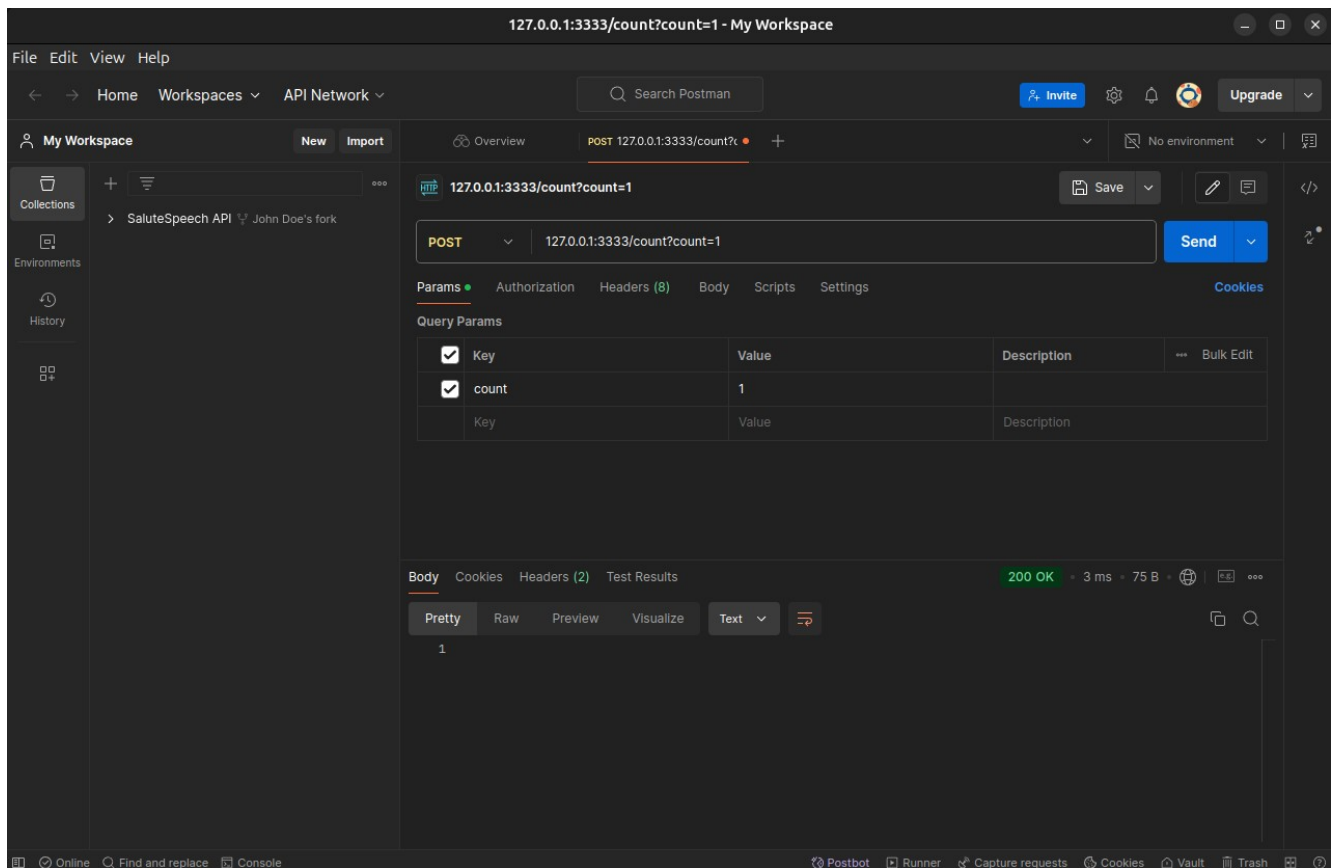 127.0.0.1:3333/count?count=1 - My Workspace
File Edit View Help
Home Workspaces API Network Search Postman Invite Upgrade
My Workspace New Import Overview POST 127.0.0.1:3333/count?c No environment
Collections
HTTP 127.0.0.1:3333/count?count=1 Save
SaluteSpeech API John Doe's fork
POST 127.0.0.1:3333/count?count=1 Send
Environments
Params Authorization Headers (8) Body Scripts Settings Cookies
History
Query Params
Key Value Description Bulk Edit
count 1
Key Value Description
Body Cookies Headers (2) Test Results 200 OK 3 ms 75 B
Pretty Raw Preview Visualize Text
1
Online Find and replace Console Postbot Runner Capture requests Cookies Vault Trash